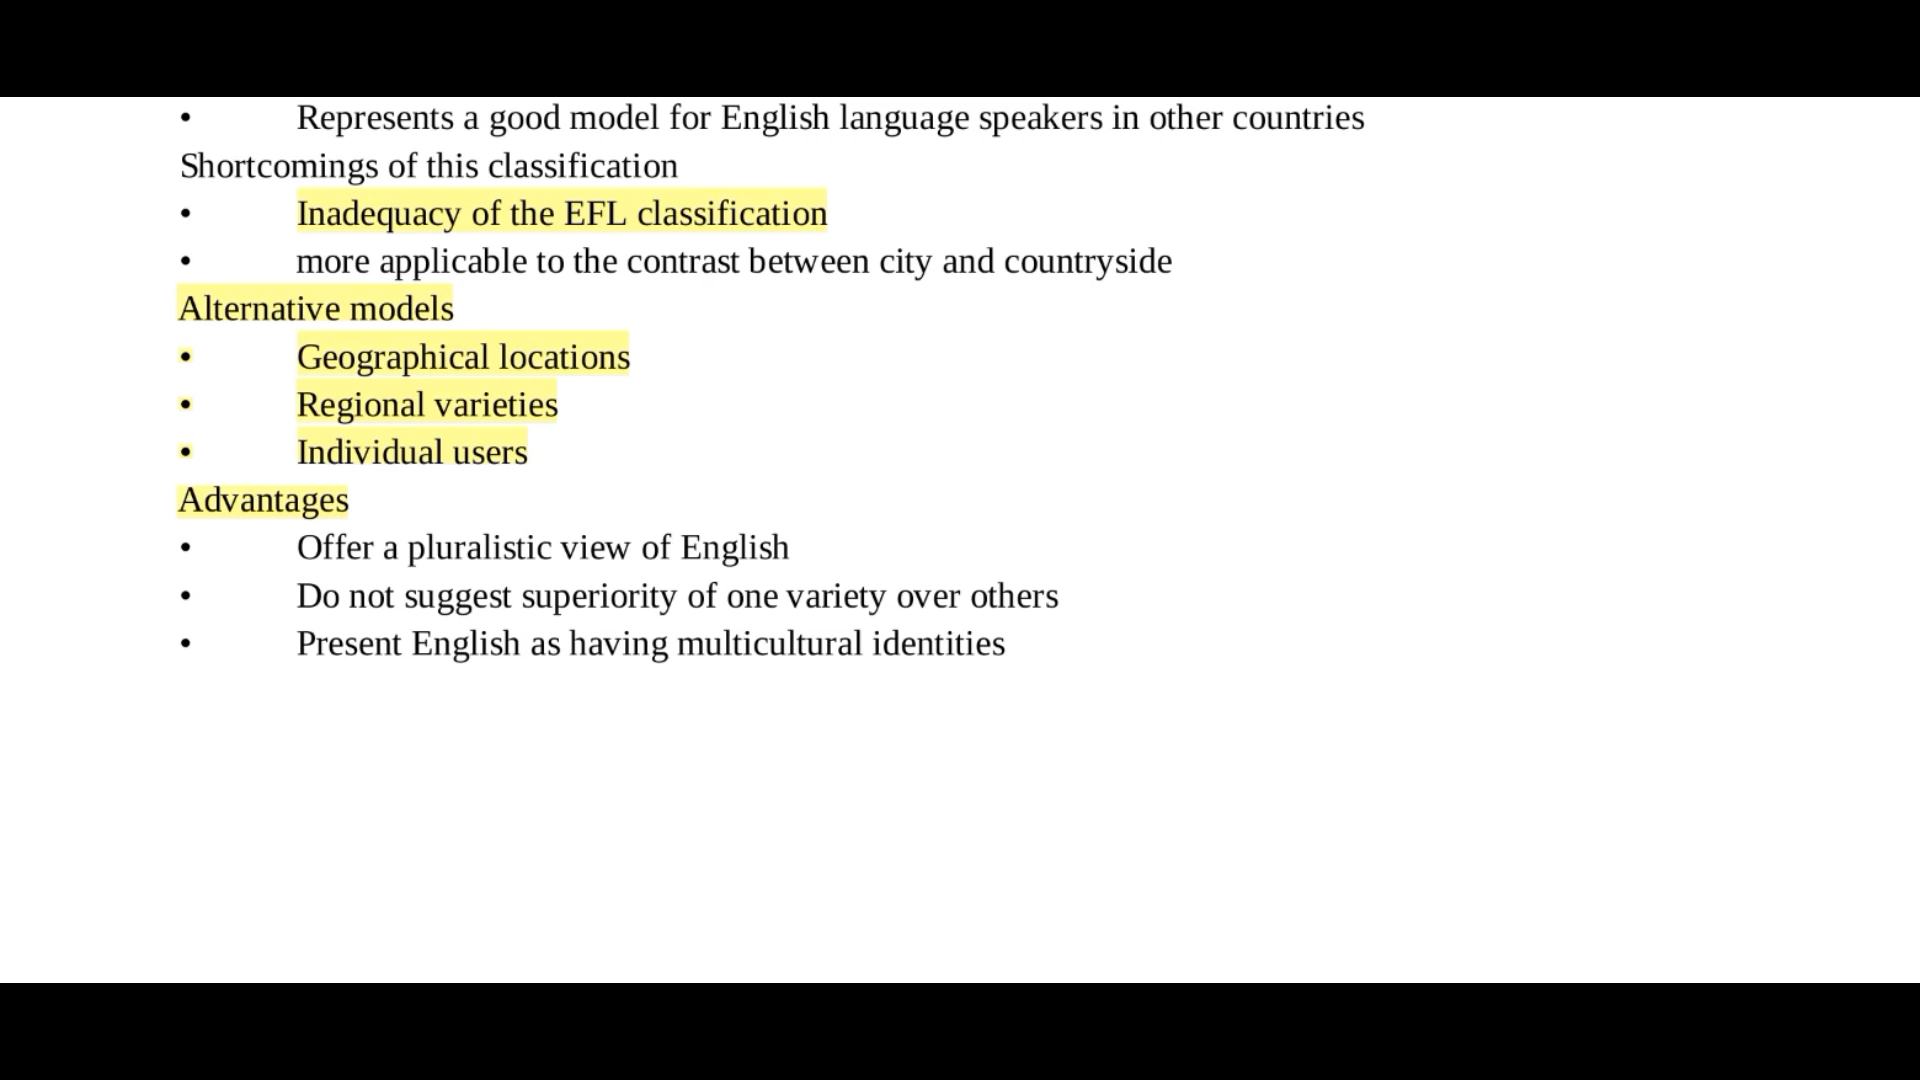 • Represents a good model for English language speakers in other countries
Shortcomings of this classification
• Inadequacy of the EFL classification
• more applicable to the contrast between city and countryside
Alternative models
• Geographical locations
• Regional varieties
• Individual users
Advantages
• Offer a pluralistic view of English
• Do not suggest superiority of one variety over others
• Present English as having multicultural identities